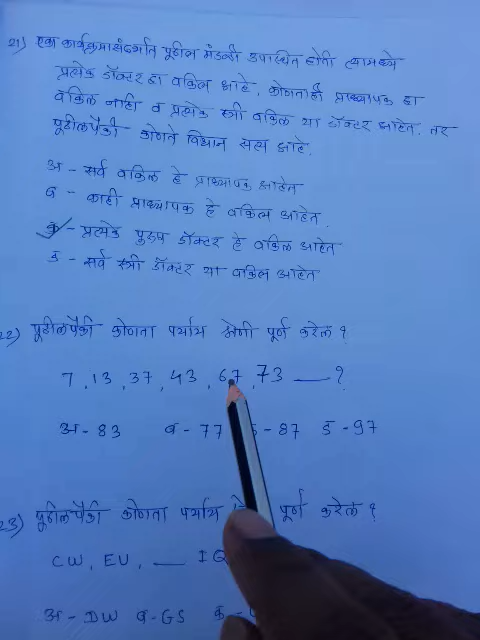 21) एका कार्यक्रमासंदर्भात पुढील मंडळी उपस्थित होती त्यामध्ये
प्रत्येक डॉक्टर हा वकिल आहे. कोणताही प्राध्यापक हा
वकिल नाही व प्रत्येक स्त्री वकिल या डॉक्टर आहेत. तर
पुढीलपैकी कोणते विधान सत्य आहे.
अ - सर्व वकिल हे प्राध्यापक आहेत
ब - काही प्राध्यापक हे वकिल आहेत.
क - प्रत्येक पुरुष डॉक्टर हे वकिल आहेत
ड - सर्व स्त्री डॉक्टर या वकिल आहेत
22) पुढीलपैकी कोणता पर्याय श्रेणी पूर्ण करेल ?
7, 13, 37, 43, 67, 73 — ?
अ - 83 ब - 77 - 87 ड - 97
23) पुढीलपैकी कोणता पर्याय पूर्ण करेल ?
CW, EU, — IQ
अ - DW ब - GS क -